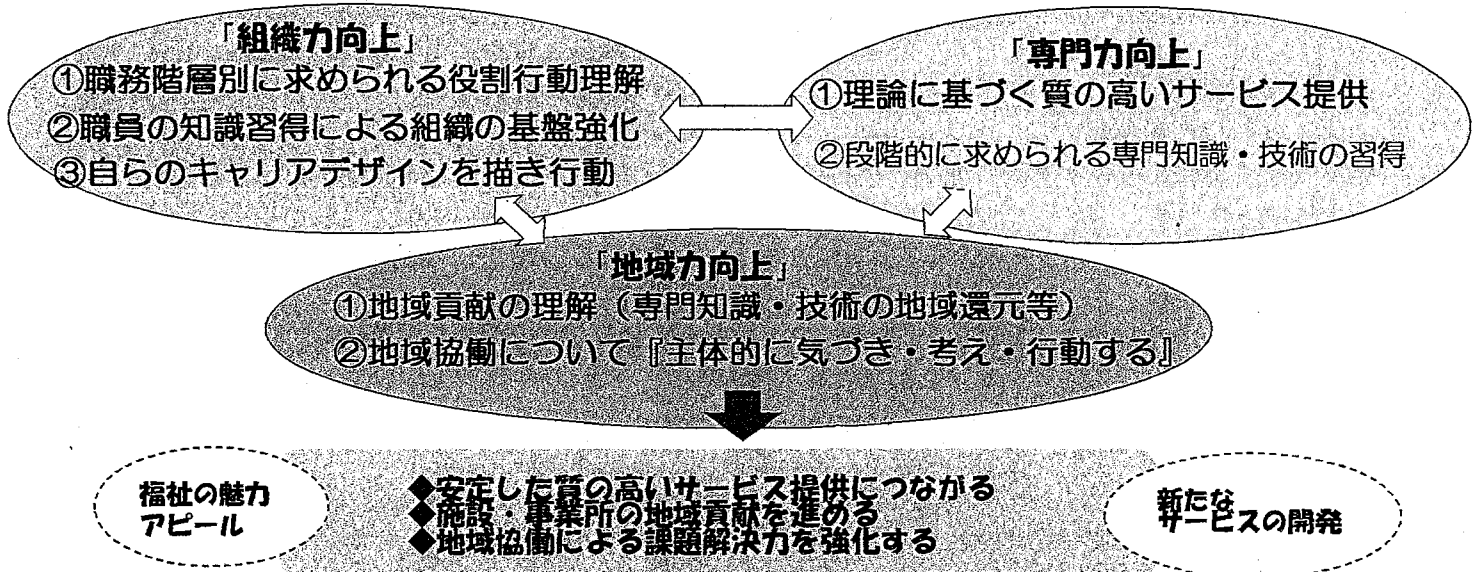 「組織力向上」
①職務階層別に求められる役割行動理解
②職員の知識習得による組織の基盤強化
③自らのキャリアデザインを描き行動
「専門力向上」
①理論に基づく質の高いサービス提供
②段階的に求められる専門知識・技術の習得
「地域力向上」
①地域貢献の理解（専門知識・技術の地域還元等）
②地域協働について『主体的に気づき・考え・行動する』
福祉の魅力
アピール
◆安定した質の高いサービス提供につながる
◆施設・事業所の地域貢献を進める
◆地域協働による課題解決力を強化する
新たな
サービスの開発